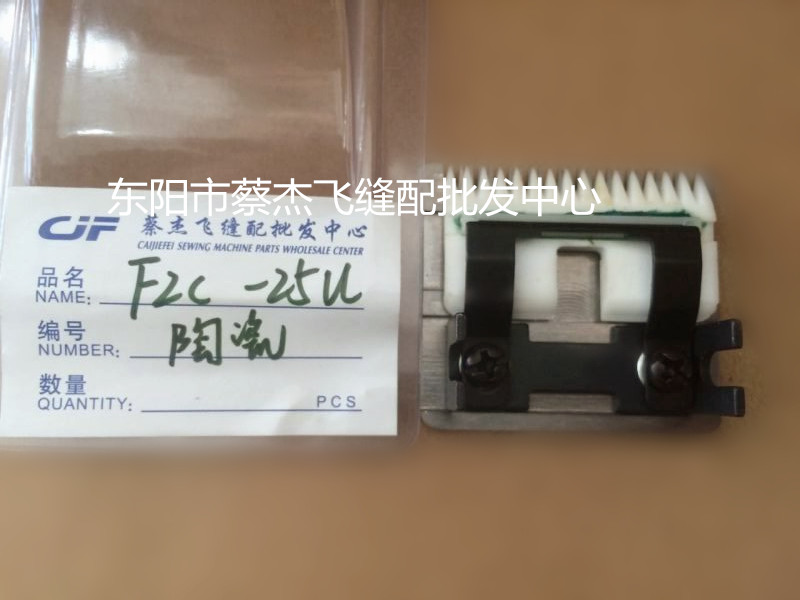 东阳市蔡杰飞缝配批发中心
CJF 蔡杰飞缝配批发中心
CAIJIEFEI SEWING MACHINE PARTS WHOLESALE CENTER
品名
NAME: F2C -25U
编号
NUMBER: 陶瓷
数量
QUANTITY: PCS